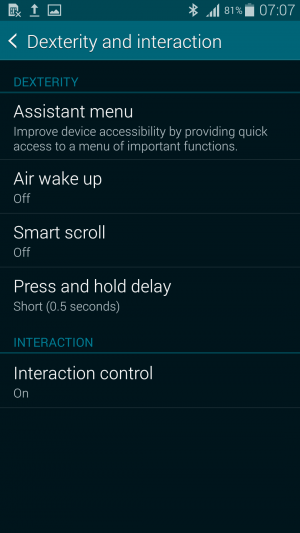 81% 07:07
Dexterity and interaction
DEXTERITY
Assistant menu
Improve device accessibility by providing quick
access to a menu of important functions.
Air wake up
Off
Smart scroll
Off
Press and hold delay
Short (0.5 seconds)
INTERACTION
Interaction control
On